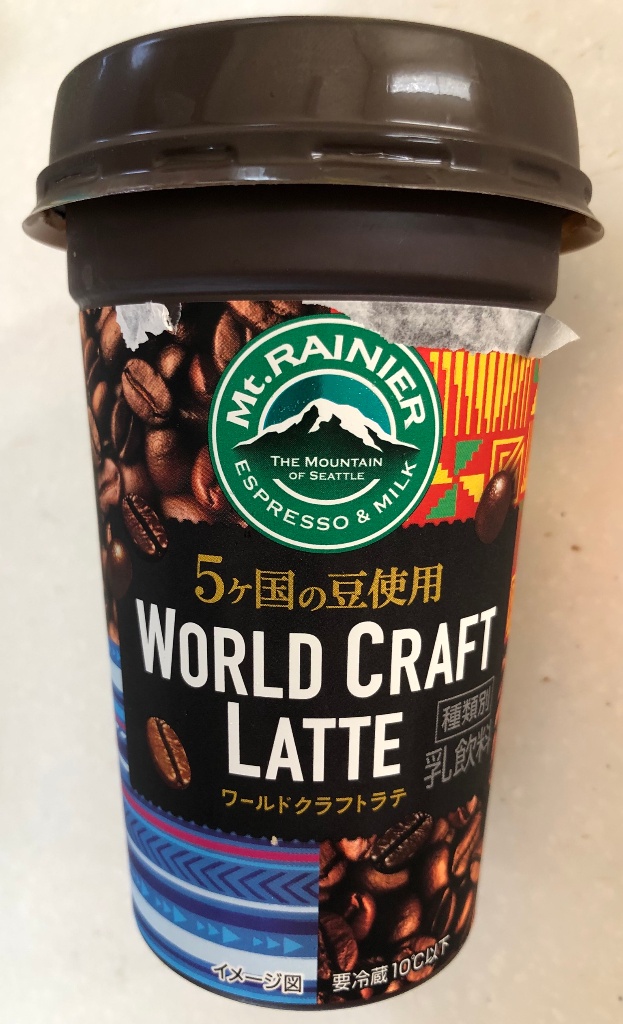 Mt. RAINIER
THE MOUNTAIN
OF SEATTLE
ESPRESSO & MILK
5ヶ国の豆使用
WORLD CRAFT
LATTE
種類別
乳飲料
ワールドクラフトラテ
イメージ図
要冷蔵10℃以下